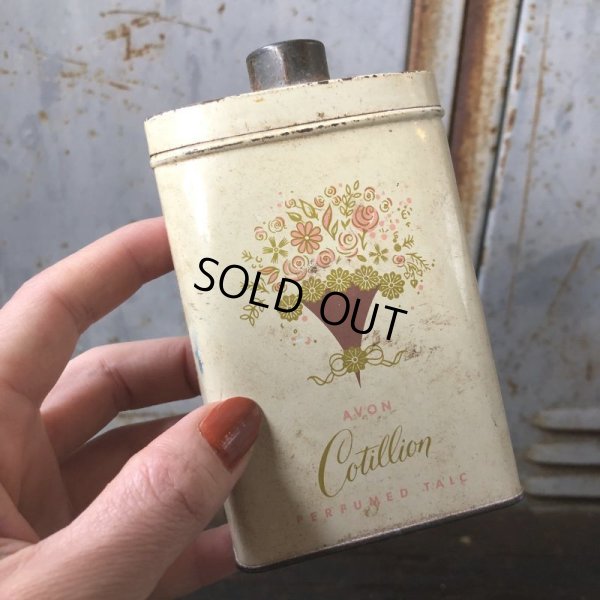 SOLD OUT
AVON
Cotillion
PERFUMED TALC